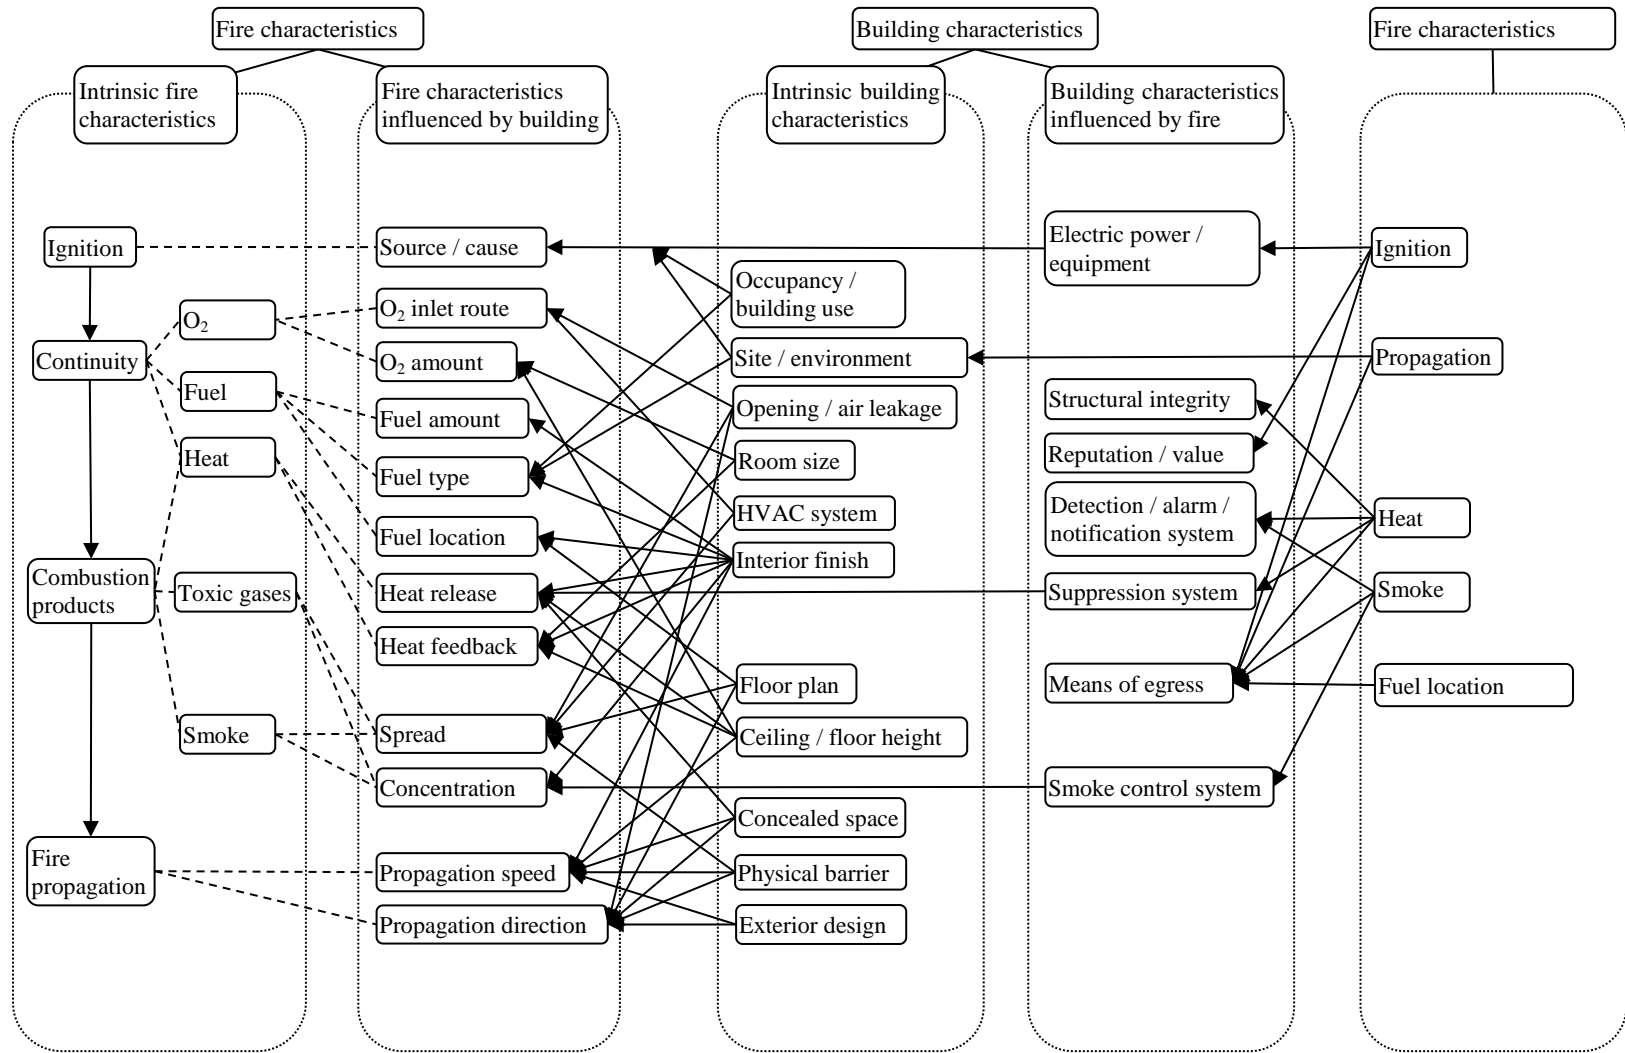 Fire characteristics
Building characteristics
Fire characteristics
Intrinsic fire
characteristics
Fire characteristics
influenced by building
Intrinsic building
characteristics
Building characteristics
influenced by fire
Ignition
Continuity
Combustion
products
Fire
propagation
O₂
Fuel
Heat
Toxic gases
Smoke
Source / cause
O₂ inlet route
O₂ amount
Fuel amount
Fuel type
Fuel location
Heat release
Heat feedback
Spread
Concentration
Propagation speed
Propagation direction
Occupancy /
building use
Site / environment
Opening / air leakage
Room size
HVAC system
Interior finish
Floor plan
Ceiling / floor height
Concealed space
Physical barrier
Exterior design
Electric power /
equipment
Structural integrity
Reputation / value
Detection / alarm /
notification system
Suppression system
Means of egress
Smoke control system
Ignition
Propagation
Heat
Smoke
Fuel location